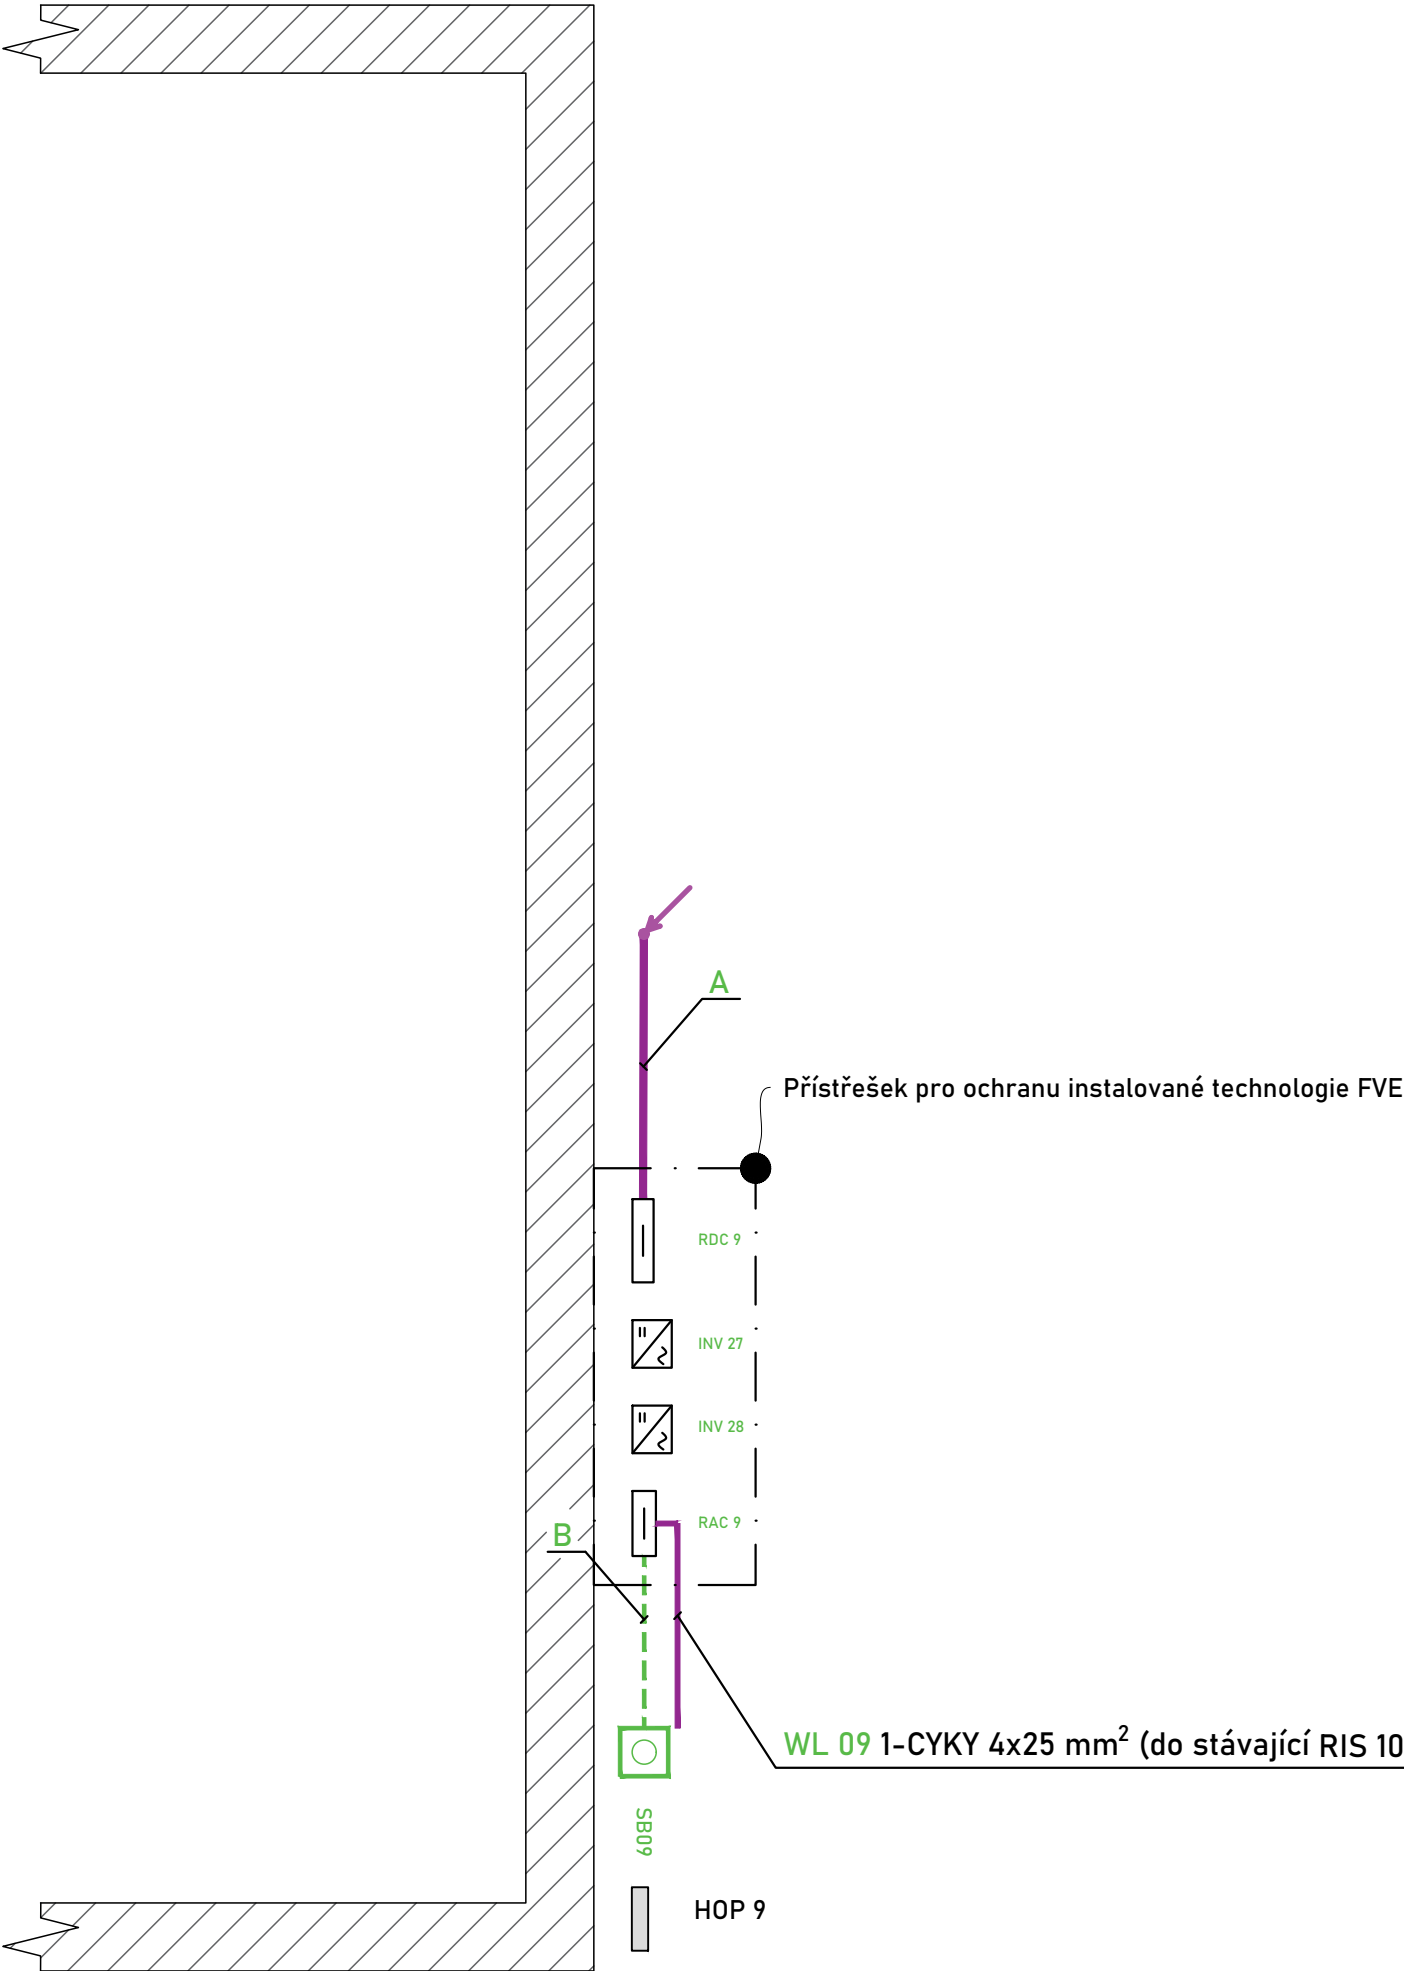 A
Přístřešek pro ochranu instalované technologie FVE
RDC 9
INV 27
INV 28
RAC 9
B
WL 09 1-CYKY 4x25 mm² (do stávající RIS 10
SB09
HOP 9